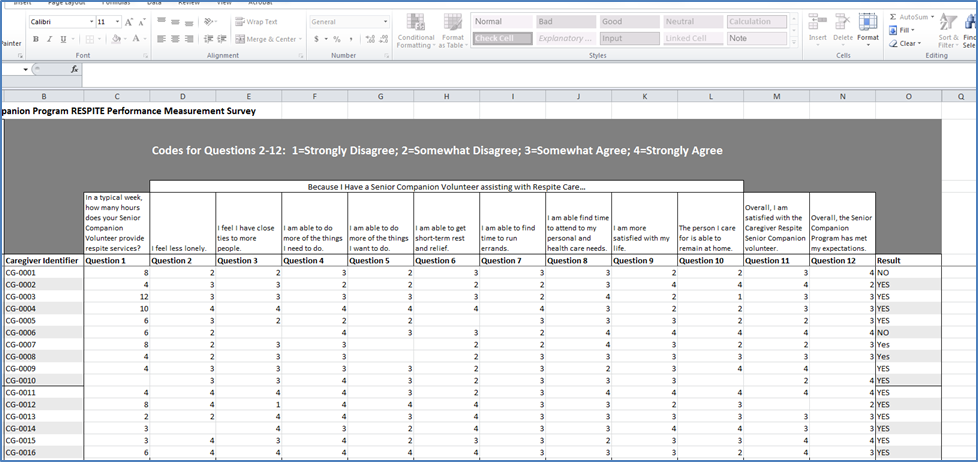 Insert Page Layout Formulas Data Review View Acrobat
Calibri 11 A A Wrap Text General Normal Bad Good Neutral Calculation AutoSum
Painter B I U A Merge & Center $ % , Conditional Formatting Format as Table Check Cell Explanatory ... Input Linked Cell Note Insert Delete Format Fill Clear Sort & Filter
Font Alignment Number Styles Cells Editing
fx
B C D E F G H I J K L M N O Q
panion Program RESPITE Performance Measurement Survey
Codes for Questions 2-12: 1=Strongly Disagree; 2=Somewhat Disagree; 3=Somewhat Agree; 4=Strongly Agree
Because I Have a Senior Companion Volunteer assisting with Respite Care...
In a typical week,
how many hours
does your Senior
Companion
Volunteer provide
respite services?
I feel less lonely.
I feel I have close
ties to more
people.
I am able to do
more of the things
I need to do.
I am able to do
more of the things
I want to do.
I am able to get
short-term rest
and relief.
I am able to find
time to run
errands.
I am able find time
to attend to my
personal and
health care needs.
I am more
satisfied with my
life.
The person I care
for is able to
remain at home.
Overall, I am
satisfied with the
Caregiver Respite
Senior Companion
volunteer.
Overall, the Senior
Companion
Program has met
my expectations.
Caregiver Identifier Question 1 Question 2 Question 3 Question 4 Question 5 Question 6 Question 7 Question 8 Question 9 Question 10 Question 11 Question 12 Result
CG-0001 8 2 2 3 2 3 3 3 2 2 3 4 NO
CG-0002 4 3 3 2 2 2 2 3 4 4 4 2 YES
CG-0003 12 3 3 3 3 3 2 4 2 1 3 3 YES
CG-0004 10 4 4 4 4 4 4 3 2 2 3 3 YES
CG-0005 6 3 2 2 2 3 3 3 2 2 3 YES
CG-0006 6 2 4 3 3 2 4 4 4 4 4 NO
CG-0007 8 2 3 3 2 2 4 3 2 2 3 Yes
CG-0008 4 2 3 3 2 3 3 3 3 3 3 Yes
CG-0009 4 4 3 3 3 2 3 2 3 4 4 YES
CG-0010 3 3 4 3 2 3 3 3 2 4 YES
CG-0011 4 4 4 4 3 2 3 4 4 4 4 4 YES
CG-0012 8 4 1 4 4 3 3 3 2 3 2 YES
CG-0013 2 2 4 4 3 4 3 3 3 3 3 3 YES
CG-0014 3 4 3 2 4 3 3 4 4 3 3 YES
CG-0015 3 4 3 4 2 3 3 2 3 3 4 4 YES
CG-0016 6 4 4 4 4 4 3 3 3 2 4 3 YES